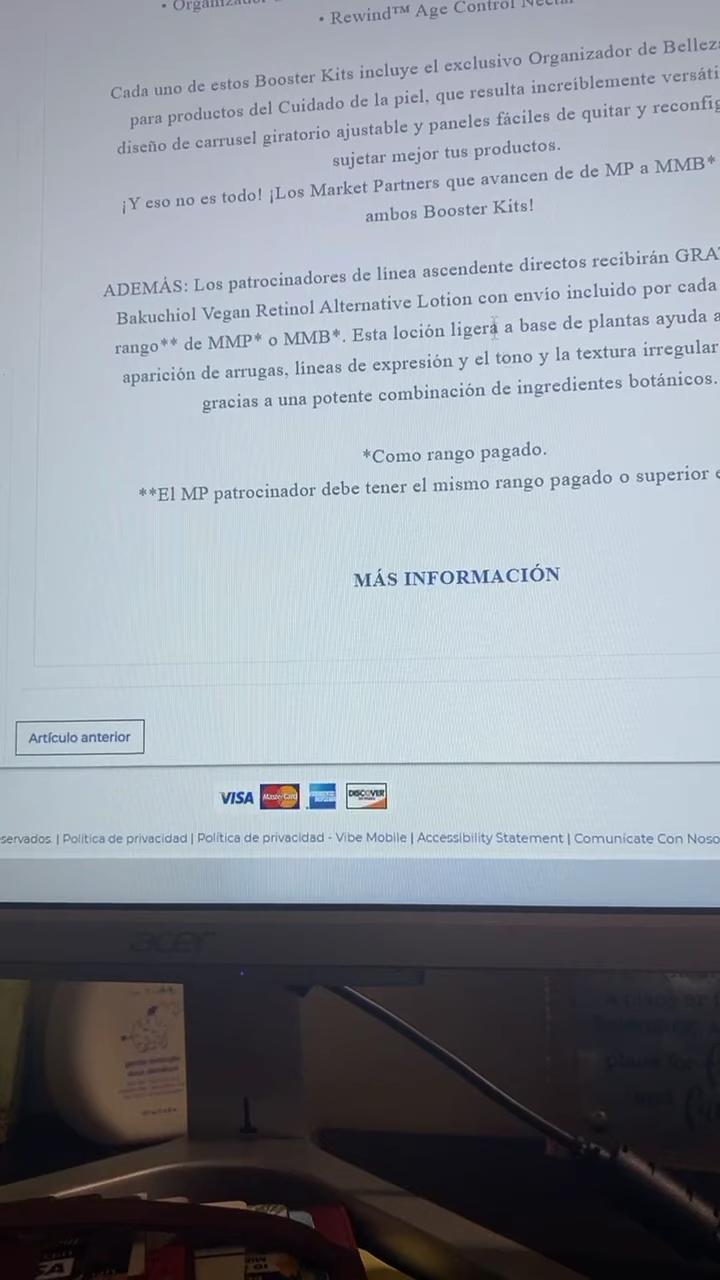 • Rewind™ Age Control
Cada uno de estos Booster Kits incluye el exclusivo Organizador de
para productos del Cuidado de la piel, que resulta increíblemente
diseño de carrusel giratorio ajustable y paneles fáciles de quitar y
sujetar mejor tus productos.
¡Y eso no es todo! ¡Los Market Partners que avancen de de MP a MMB*
ambos Booster Kits!
ADEMÁS: Los patrocinadores de línea ascendente directos recibirán
Bakuchiol Vegan Retinol Alternative Lotion con envío incluido por cada
rango** de MMP* o MMB*. Esta loción ligera a base de plantas ayuda a
aparición de arrugas, líneas de expresión y el tono y la textura irregular
gracias a una potente combinación de ingredientes botánicos.
*Como rango pagado.
**El MP patrocinador debe tener el mismo rango pagado o superior
MÁS INFORMACIÓN
Artículo anterior
VISA MasterCard DISCOVER
| Política de privacidad | Política de privacidad - Vibe Mobile | Accessibility Statement | Comunícate Con
acer